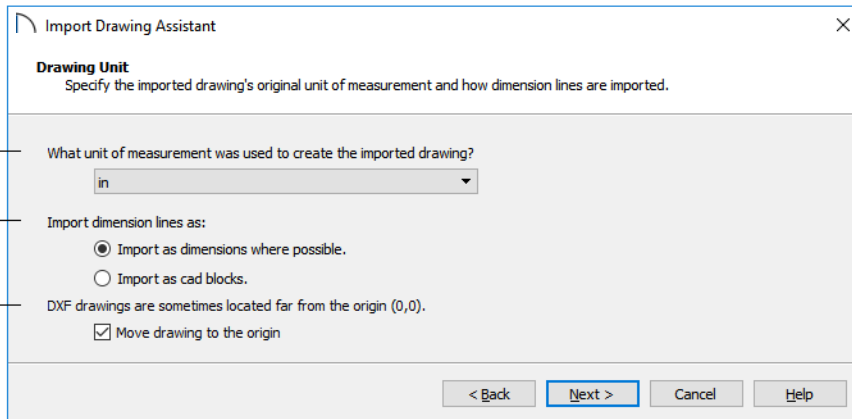 Import Drawing Assistant
Drawing Unit
Specify the imported drawing's original unit of measurement and how dimension lines are imported.
What unit of measurement was used to create the imported drawing?
in
Import dimension lines as:
Import as dimensions where possible.
Import as cad blocks.
DXF drawings are sometimes located far from the origin (0,0).
Move drawing to the origin
< Back
Next >
Cancel
Help